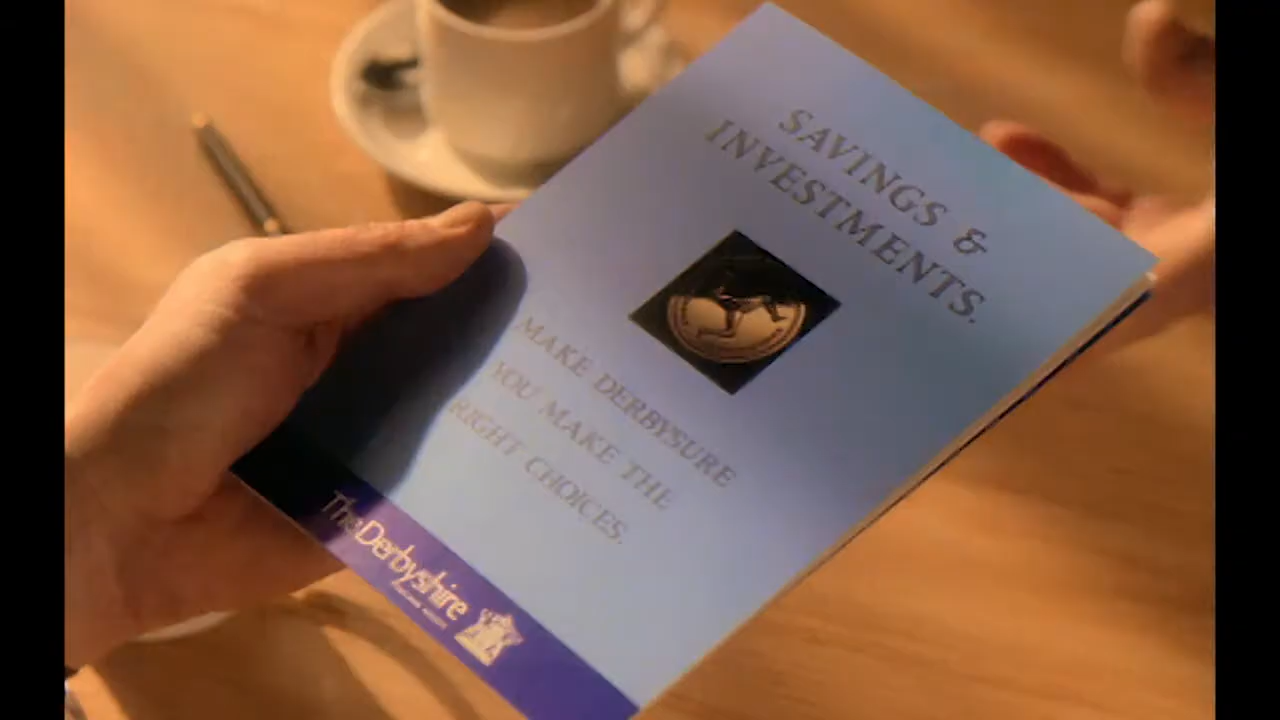 SAVINGS &
INVESTMENTS.
MAKE DERBYSURE
YOU MAKE THE
RIGHT CHOICES.
The Derbyshire